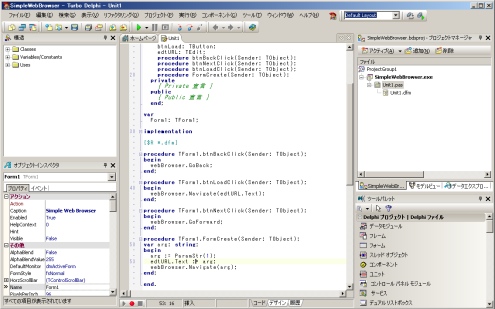 SimpleWebBrowser - Turbo Delphi - Unit1
ファイル(F) 編集(E) 検索(S) 表示(V) リファクタリング(D) プロジェクト(P) 実行(R) コンポーネント(C) ツール(T) ウィンドウ(W) ヘルプ(H) Default Layout
構造
Classes
Variables/Constants
Uses
ホームページ Unit1
btnLoad: TButton;
edtURL: TEdit;
procedure btnBackClick(Sender: TObject);
procedure btnNextClick(Sender: TObject);
procedure btnLoadClick(Sender: TObject);
procedure FormCreate(Sender: TObject);
private
{ Private 宣言 }
public
{ Public 宣言 }
end;
var
Form1: TForm1;
implementation
{$R *.dfm}
procedure TForm1.btnBackClick(Sender: TObject);
begin
webBrowser.GoBack;
end;
procedure TForm1.btnLoadClick(Sender: TObject);
begin
webBrowser.Navigate(edtURL.Text);
end;
procedure TForm1.btnNextClick(Sender: TObject);
begin
webBrowser.GoForward;
end;
procedure TForm1.FormCreate(Sender: TObject);
var arg: string;
begin
arg := ParamStr(1);
edtURL.Text := arg;
webBrowser.Navigate(arg);
end;
end.
挿入
コード デザイン 履歴
オブジェクトインスペクタ
Form1 TForm1
プロパティ イベント
アクション
Action
Caption Simple Web Browser
Enabled True
HelpContext 0
Hint
Visible False
その他
AlphaBlend False
AlphaBlendValue 255
DefaultMonitor dmActiveForm
FormStyle fsNormal
HorzScrollBar (TControlScrollBar)
Name Form1
PixelsPerInch 96
すべての項目が表示されています
SimpleWebBrowser.bdsproj - プロジェクトマネージャ
アクティブ(A) 追加(N) 削除
ファイル
ProjectGroup1
SimpleWebBrowser.exe
Unit1.pas
Unit1.dfm
SimpleWebBr... モデルビュー データエクスプロ...
ツールパレット
Delphi プロジェクト | Delphi ファイル
データモジュール
フレーム
フォーム
スレッド オブジェクト
コンポーネント
ユニット
コントロール パネル モジュール
サービス
デュアル リストボックス